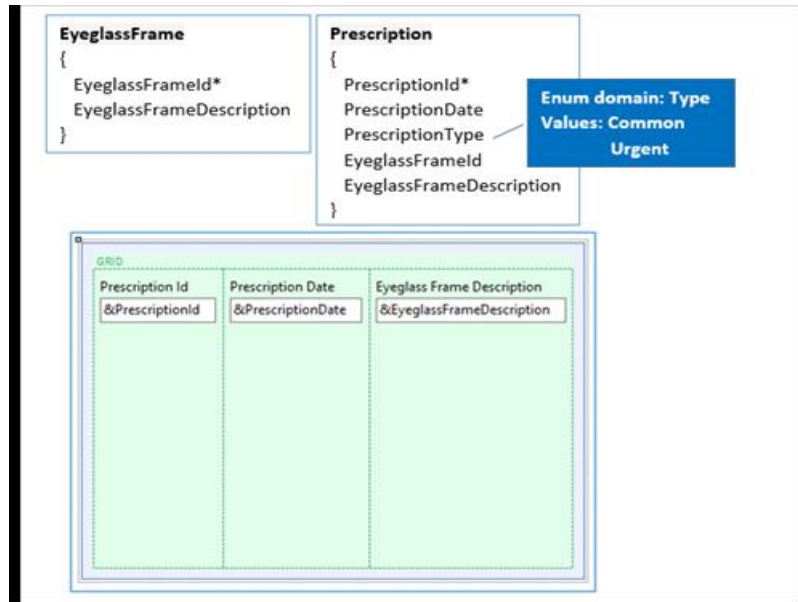 EyeglassFrame
{
EyeglassFrameId*
EyeglassFrameDescription
}
Prescription
{
PrescriptionId*
PrescriptionDate
PrescriptionType
EyeglassFrameId
EyeglassFrameDescription
}
Enum domain: Type
Values: Common
Urgent
GRID
Prescription Id
Prescription Date
Eyeglass Frame Description
&PrescriptionId
&PrescriptionDate
&EyeglassFrameDescription